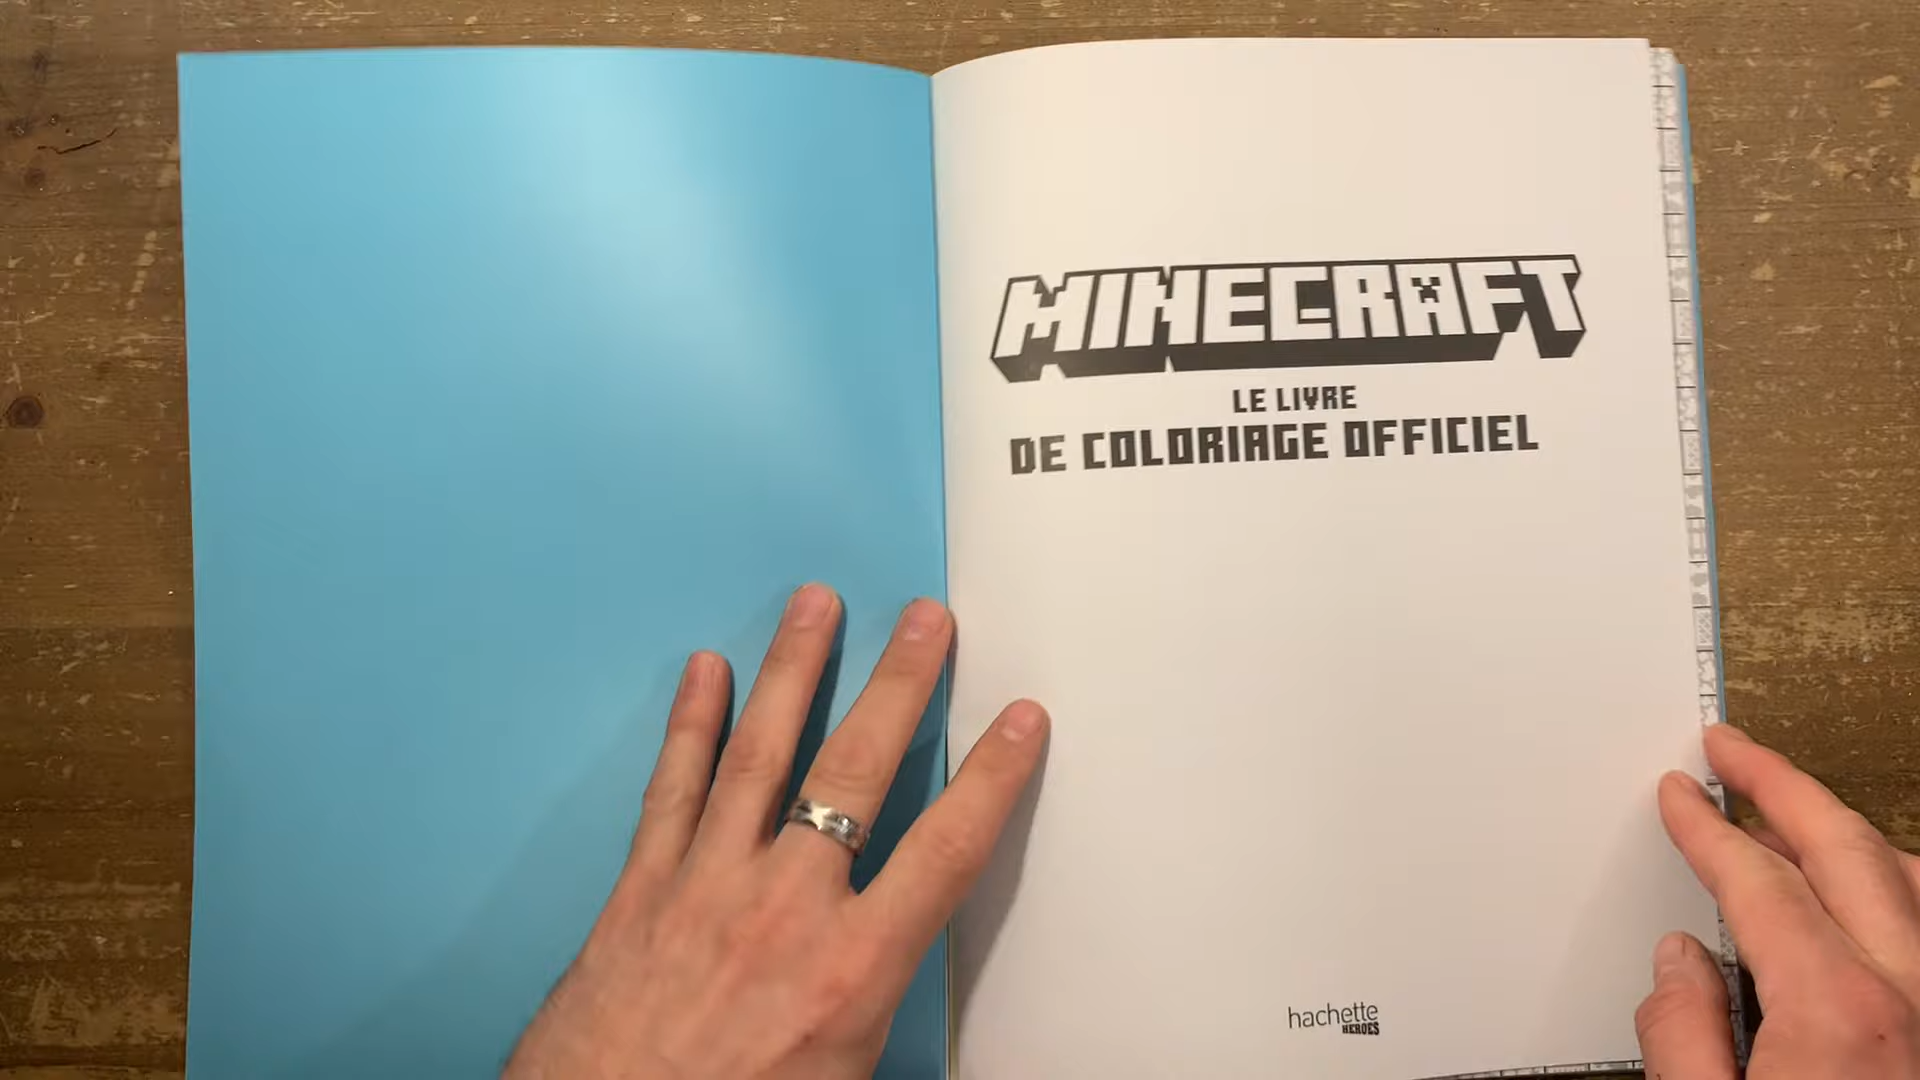 MINECRAFT
LE LIVRE
DE COLORIAGE OFFICIEL
hachette
HEROES